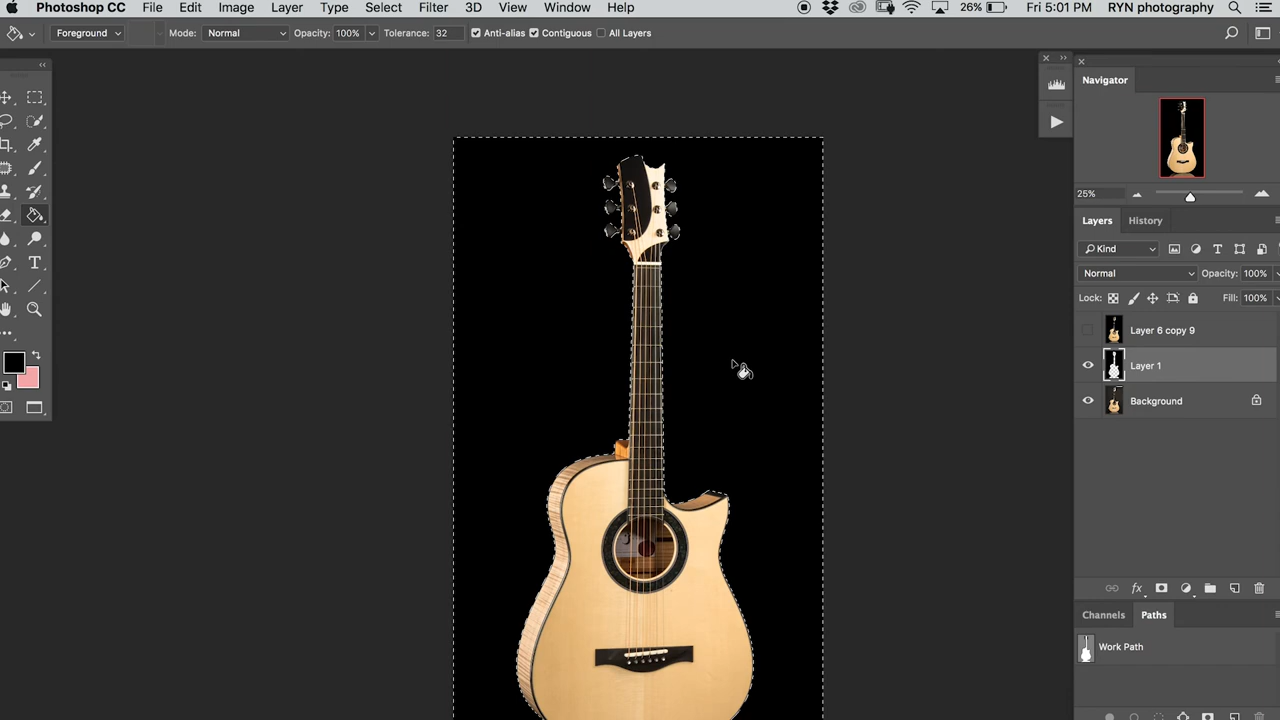 Photoshop CC File Edit Image Layer Type Select Filter 3D View Window Help 26% Fri 5:01 PM RYN photography
Foreground Mode: Normal Opacity: 100% Tolerance: 32 Anti-alias Contiguous All Layers
Navigator
25%
Layers History
Kind
Normal Opacity: 100%
Lock: Fill: 100%
Layer 6 copy 9
Layer 1
Background
fx
Channels Paths
Work Path